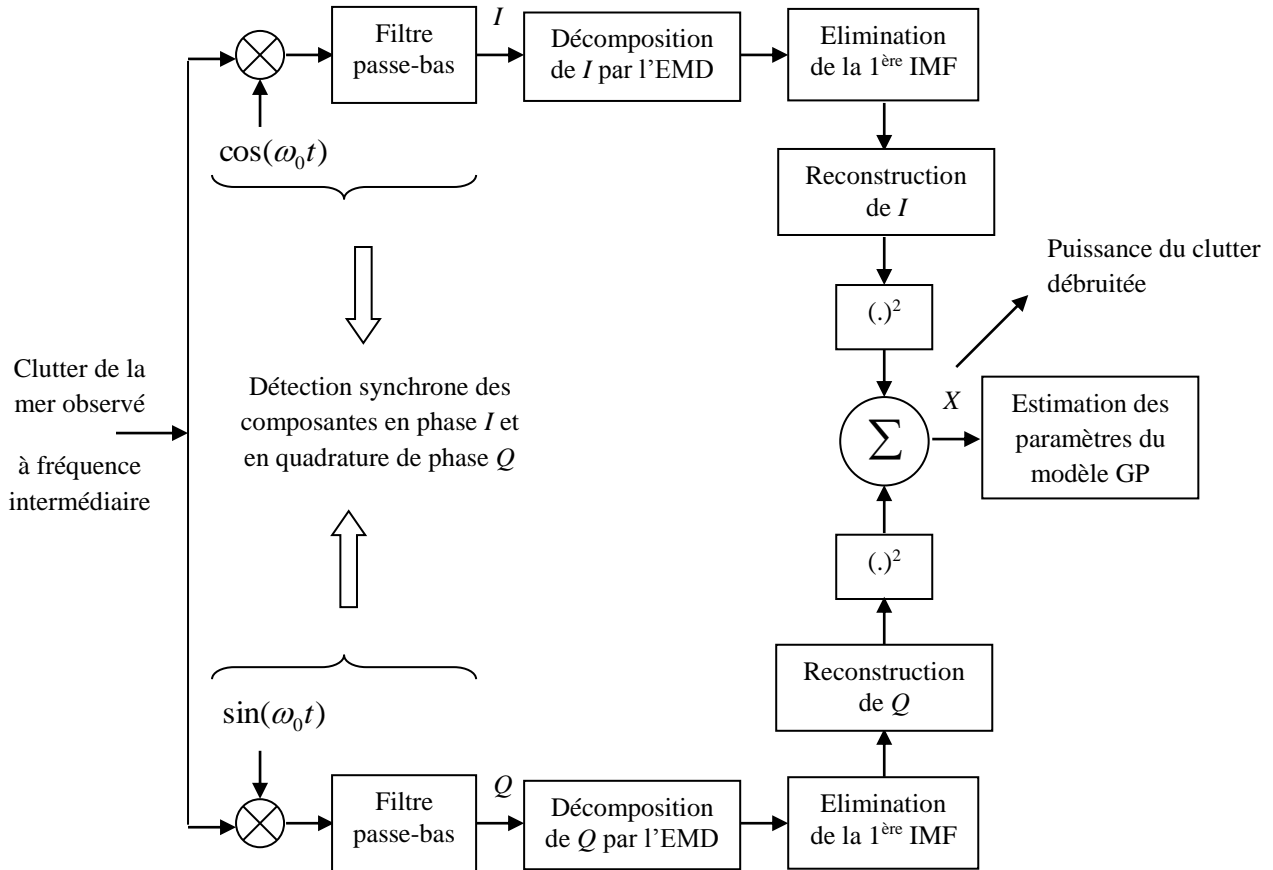 Filtre
passe-bas
I
Décomposition
de I par l'EMD
Elimination
de la 1ère IMF
cos(ω₀t)
Reconstruction
de I
Puissance du clutter
débruitée
(.)²
Clutter de la
mer observé
à fréquence
intermédiaire
Détection synchrone des
composantes en phase I et
en quadrature de phase Q
Σ
X
Estimation des
paramètres du
modèle GP
(.)²
Reconstruction
de Q
sin(ω₀t)
Filtre
passe-bas
Q
Décomposition
de Q par l'EMD
Elimination
de la 1ère IMF